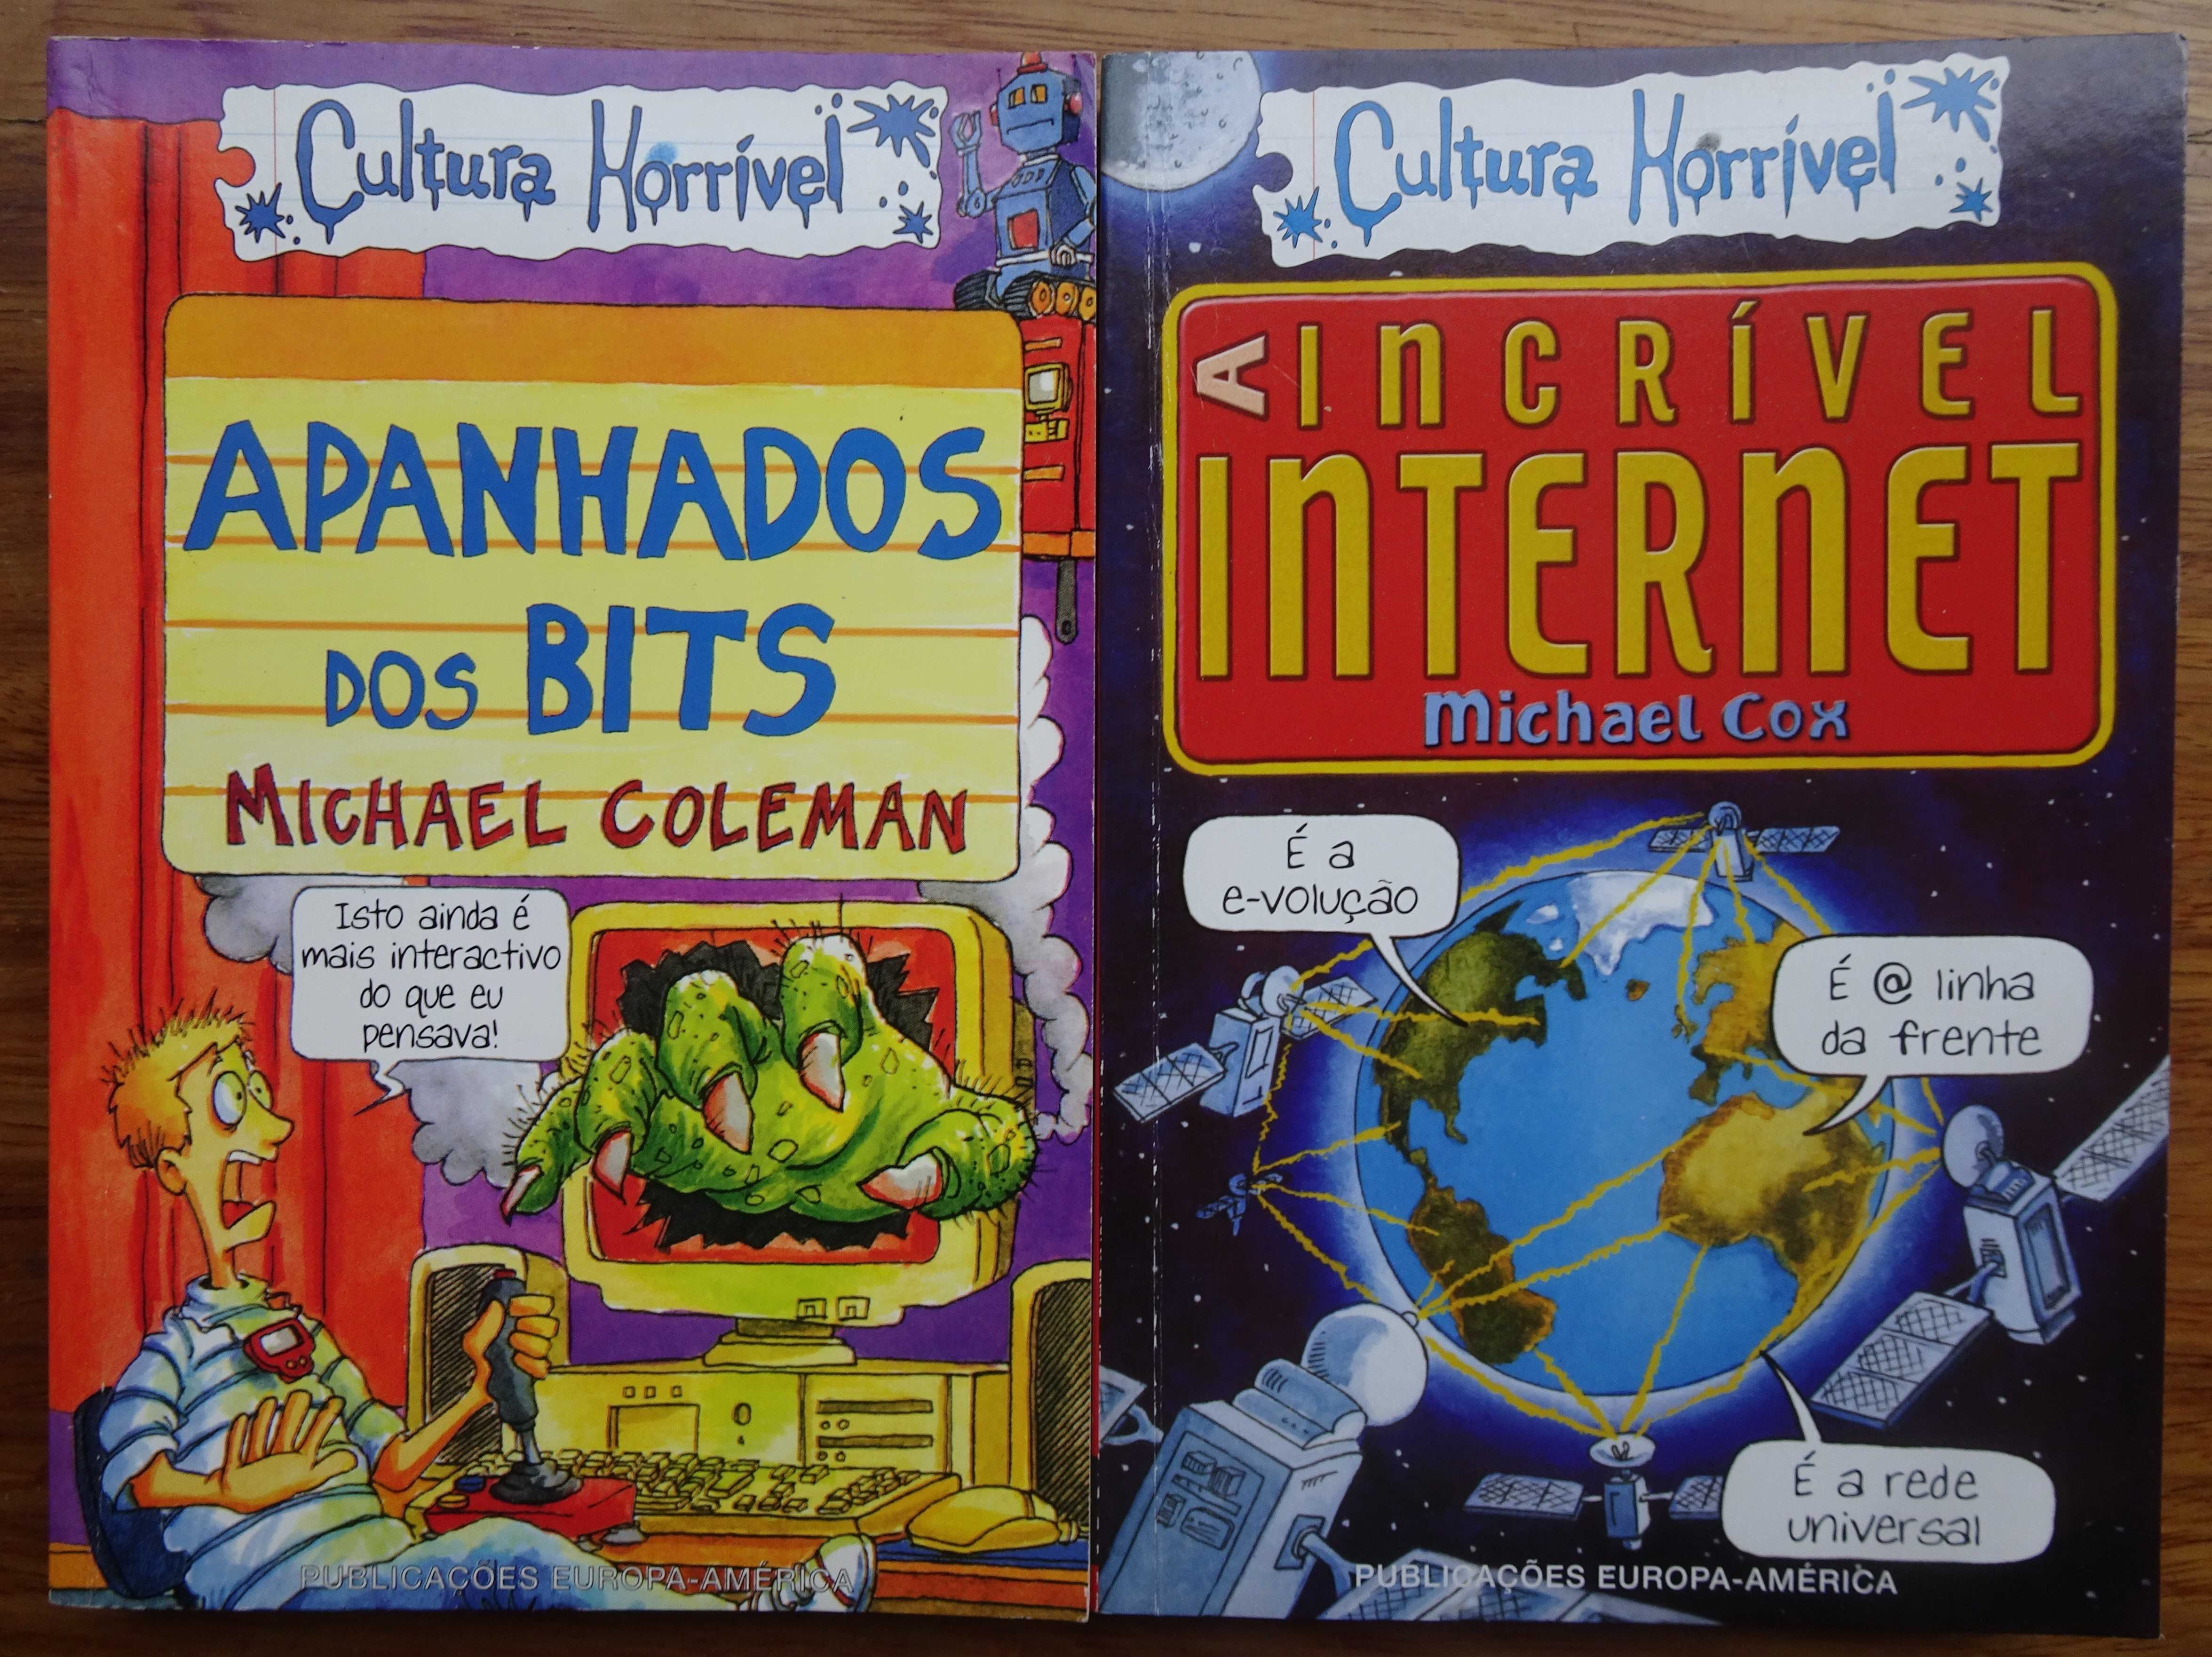 Cultura Horrível
APANHADOS
DOS BITS
MICHAEL COLEMAN
Isto ainda é
mais interactivo
do que eu
pensava!
PUBLICAÇÕES EUROPA-AMÉRICA
Cultura Horrível
A INCRÍVEL
INTERNET
Michael Cox
É a
e-volução
É @ linha
da frente
É a rede
universal
PUBLICAÇÕES EUROPA-AMÉRICA